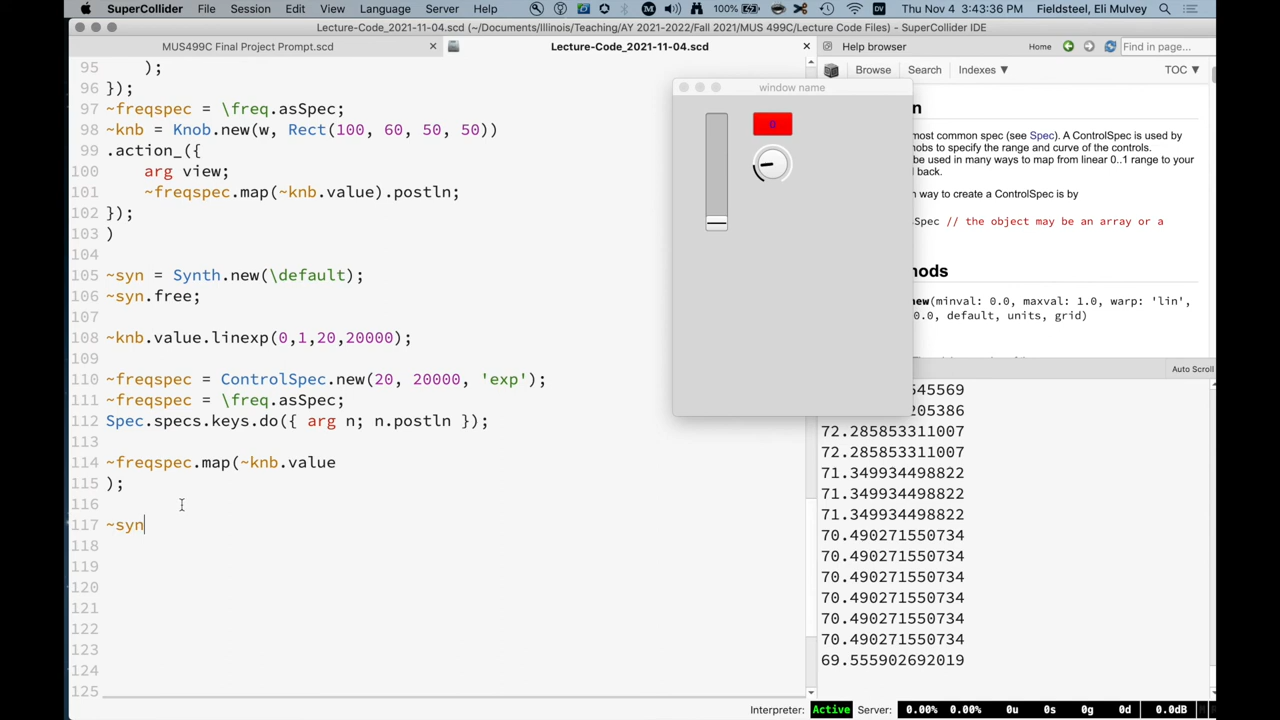 SuperCollider File Session Edit View Language Server Help 100% DV Thu Nov 4 4:43:36 PM Fieldsteel, Eli Mulvey
Lecture-Code_2021-11-04.scd (~/Documents/Illinois/Teaching/AY 2021-2022/Fall 2021/MUS 499C/Lecture Code Files) – SuperCollider IDE
MUS499C Final Project Prompt.scd Lecture-Code_2021-11-04.scd Help browser Home Find in page...
Browse Search Indexes ▼ TOC ▼
95 );
96 });
97 ~freqspec = \freq.asSpec;
98 ~knb = Knob.new(w, Rect(100, 60, 50, 50))
99 .action_({
100 arg view;
101 ~freqspec.map(~knb.value).postln;
102 });
103 )
104
105 ~syn = Synth.new(\default);
106 ~syn.free;
107
108 ~knb.value.linexp(0,1,20,20000);
109
110 ~freqspec = ControlSpec.new(20, 20000, 'exp');
111 ~freqspec = \freq.asSpec;
112 Spec.specs.keys.do({ arg n; n.postln });
113
114 ~freqspec.map(~knb.value
115 );
116
117 ~syn
118
119
120
121
122
123
124
125
window name
0
n
most common spec (see Spec). A ControlSpec is used by
nobs to specify the range and curve of the controls.
be used in many ways to map from linear 0..1 range to your
back.
n way to create a ControlSpec is by
Spec // the object may be an array or a
nods
new(minval: 0.0, maxval: 1.0, warp: 'lin',
0.0, default, units, grid)
Auto Scroll
545569
205386
72.285853311007
72.285853311007
71.349934498822
71.349934498822
71.349934498822
70.490271550734
70.490271550734
70.490271550734
70.490271550734
70.490271550734
70.490271550734
69.555902692019
Interpreter: Active Server: 0.00% 0.00% 0u 0s 0g 0d 0.0dB